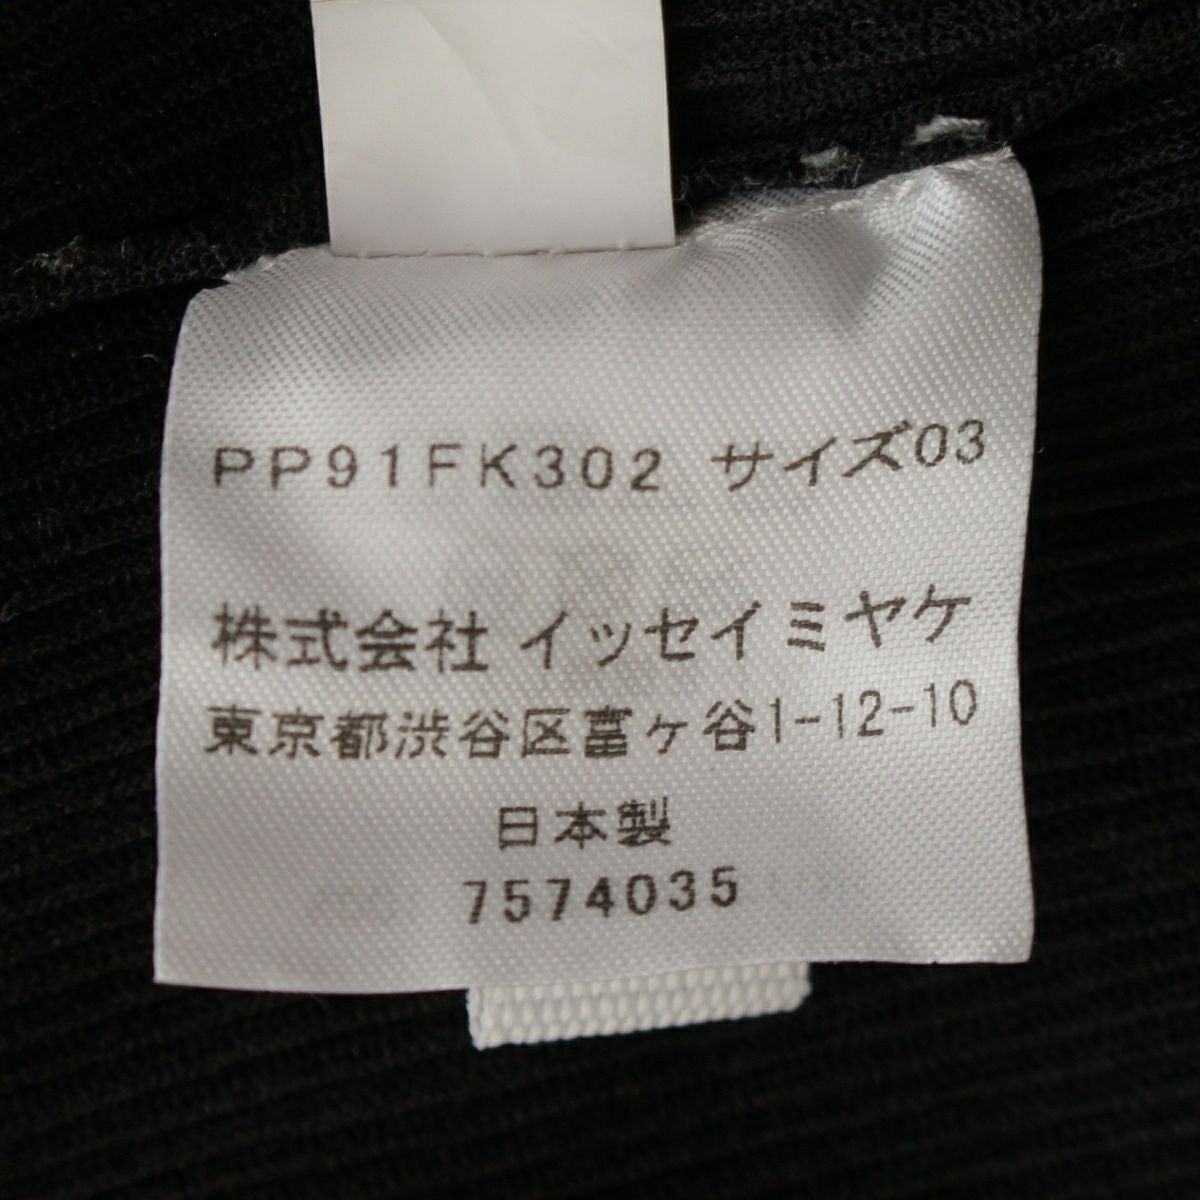 PP91FK302 サイズ03
株式会社 イッセイミヤケ
東京都渋谷区富ヶ谷1-12-10
日本製
7574035